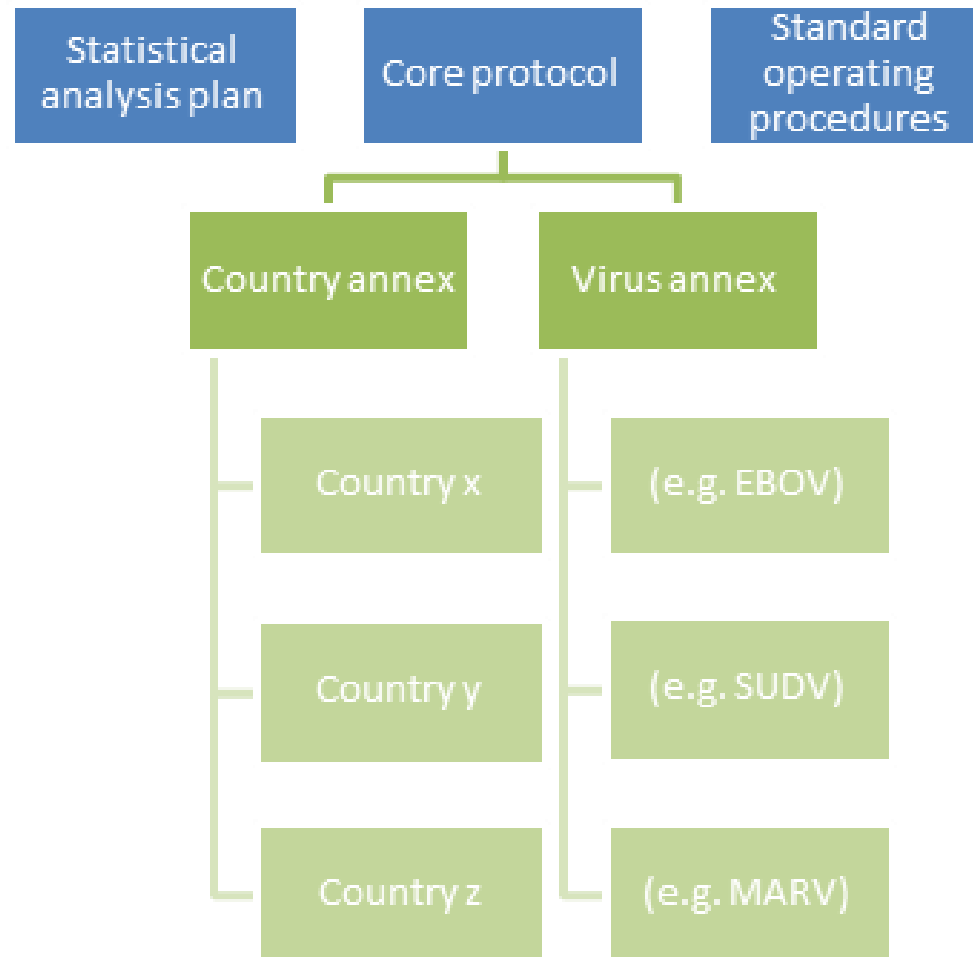 Statistical
analysis plan
Core protocol
Standard
operating
procedures
Country annex
Virus annex
Country x
(e.g. EBOV)
Country y
(e.g. SUDV)
Country z
(e.g. MARV)